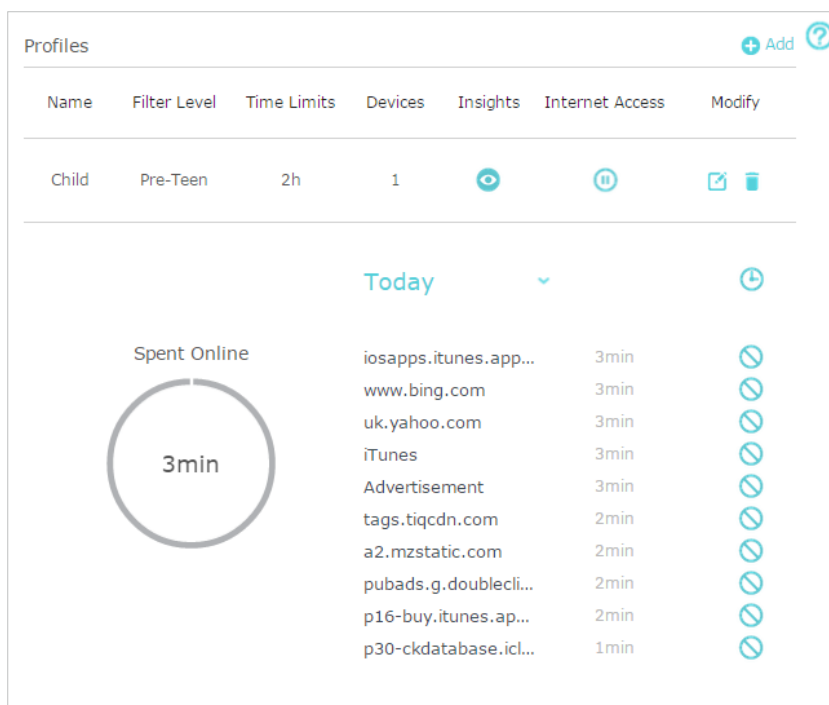 Profiles Add ?
Name Filter Level Time Limits Devices Insights Internet Access Modify
Child Pre-Teen 2h 1
Today
Spent Online
3min
iosapps.itunes.app... 3min
www.bing.com 3min
uk.yahoo.com 3min
iTunes 3min
Advertisement 3min
tags.tiqcdn.com 2min
a2.mzstatic.com 2min
pubads.g.doublecli... 2min
p16-buy.itunes.ap... 2min
p30-ckdatabase.icl... 1min